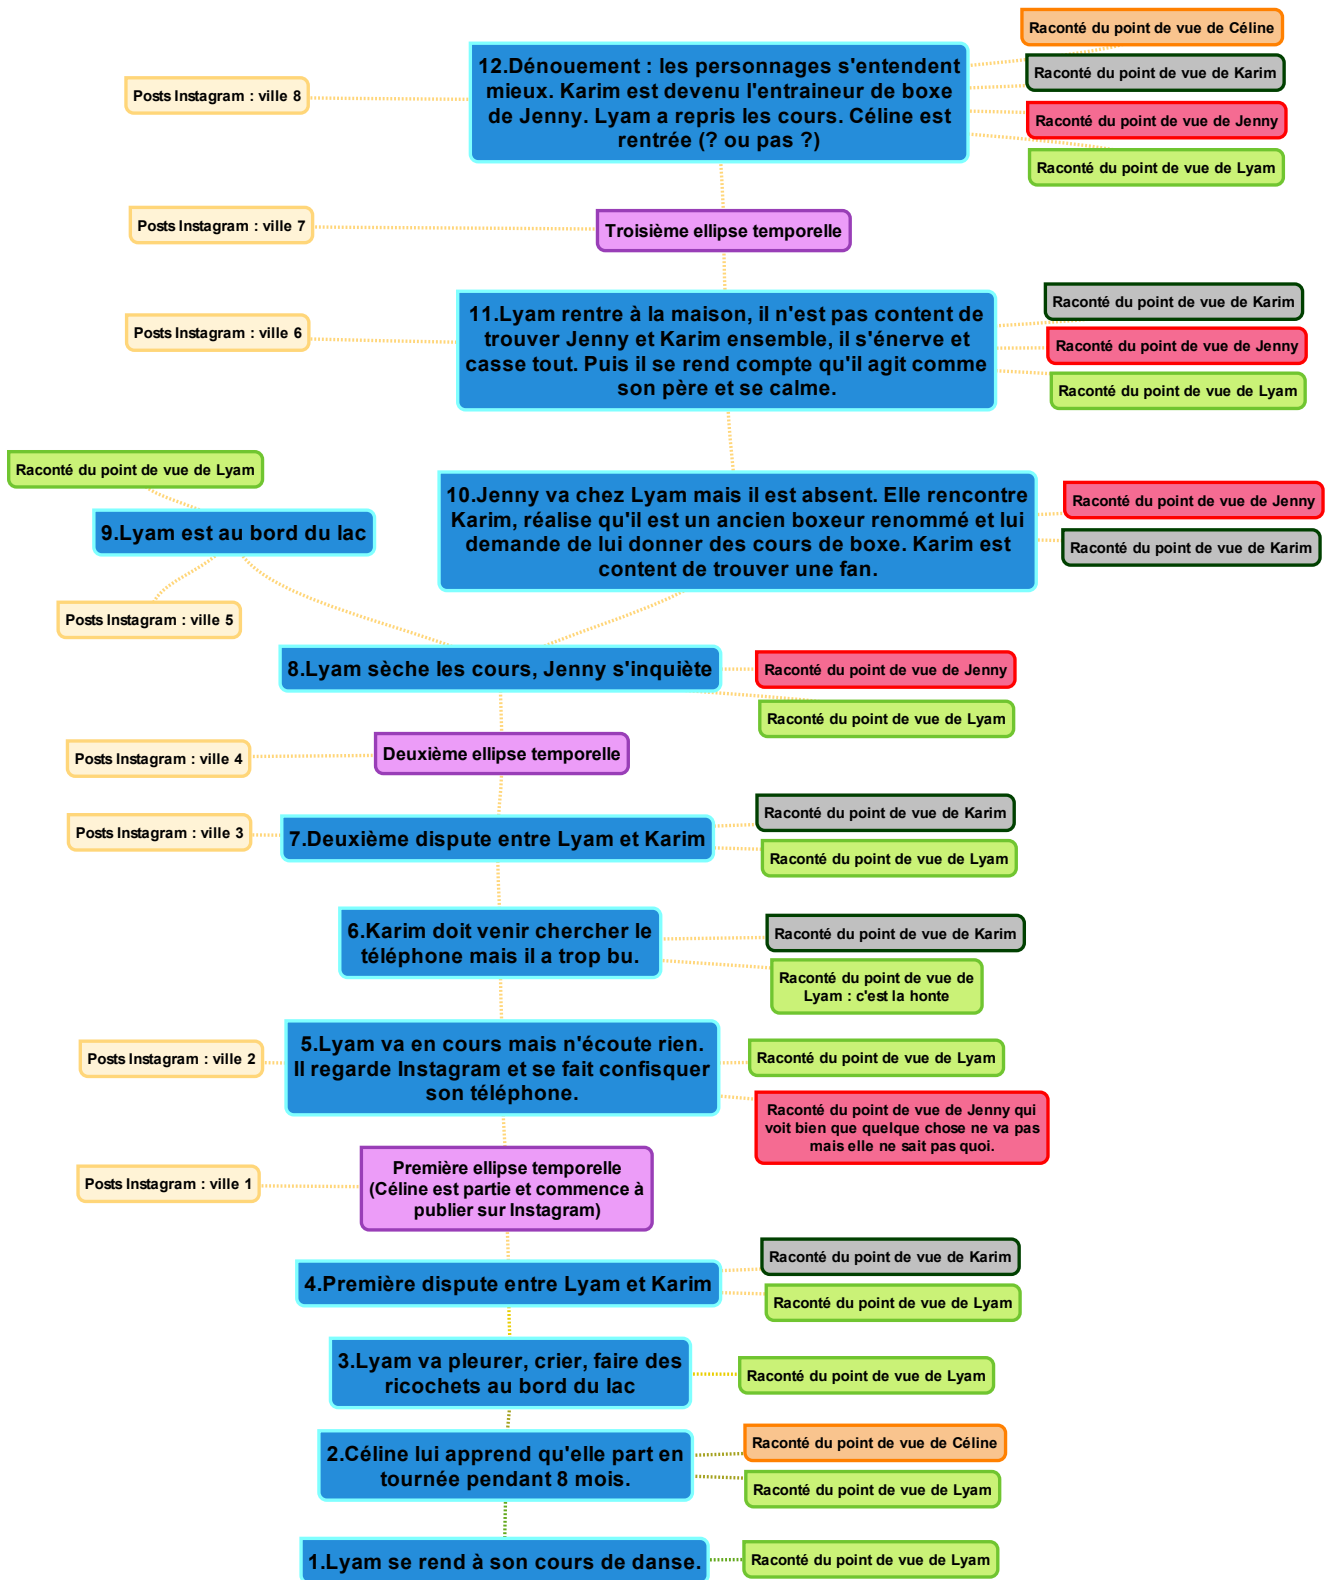 Raconté du point de vue de Céline
12.Dénouement : les personnages s'entendent
mieux. Karim est devenu l'entraineur de boxe
de Jenny. Lyam a repris les cours. Céline est
rentrée (? ou pas ?)
Raconté du point de vue de Karim
Posts Instagram : ville 8
Raconté du point de vue de Jenny
Raconté du point de vue de Lyam
Posts Instagram : ville 7
Troisième ellipse temporelle
Raconté du point de vue de Karim
11.Lyam rentre à la maison, il n'est pas content de
trouver Jenny et Karim ensemble, il s'énerve et
casse tout. Puis il se rend compte qu'il agit comme
son père et se calme.
Posts Instagram : ville 6
Raconté du point de vue de Jenny
Raconté du point de vue de Lyam
Raconté du point de vue de Lyam
9.Lyam est au bord du lac
10.Jenny va chez Lyam mais il est absent. Elle rencontre
Karim, réalise qu'il est un ancien boxeur renommé et lui
demande de lui donner des cours de boxe. Karim est
content de trouver une fan.
Raconté du point de vue de Jenny
Raconté du point de vue de Karim
Posts Instagram : ville 5
8.Lyam sèche les cours, Jenny s'inquiète
Raconté du point de vue de Jenny
Raconté du point de vue de Lyam
Posts Instagram : ville 4
Deuxième ellipse temporelle
Raconté du point de vue de Karim
Posts Instagram : ville 3
7.Deuxième dispute entre Lyam et Karim
Raconté du point de vue de Lyam
6.Karim doit venir chercher le
téléphone mais il a trop bu.
Raconté du point de vue de Karim
Raconté du point de vue de
Lyam : c'est la honte
Posts Instagram : ville 2
5.Lyam va en cours mais n'écoute rien.
Il regarde Instagram et se fait confisquer
son téléphone.
Raconté du point de vue de Lyam
Raconté du point de vue de Jenny qui
voit bien que quelque chose ne va pas
mais elle ne sait pas quoi.
Posts Instagram : ville 1
Première ellipse temporelle
(Céline est partie et commence à
publier sur Instagram)
Raconté du point de vue de Karim
4.Première dispute entre Lyam et Karim
Raconté du point de vue de Lyam
3.Lyam va pleurer, crier, faire des
ricochets au bord du lac
Raconté du point de vue de Lyam
2.Céline lui apprend qu'elle part en
tournée pendant 8 mois.
Raconté du point de vue de Céline
Raconté du point de vue de Lyam
1.Lyam se rend à son cours de danse.
Raconté du point de vue de Lyam